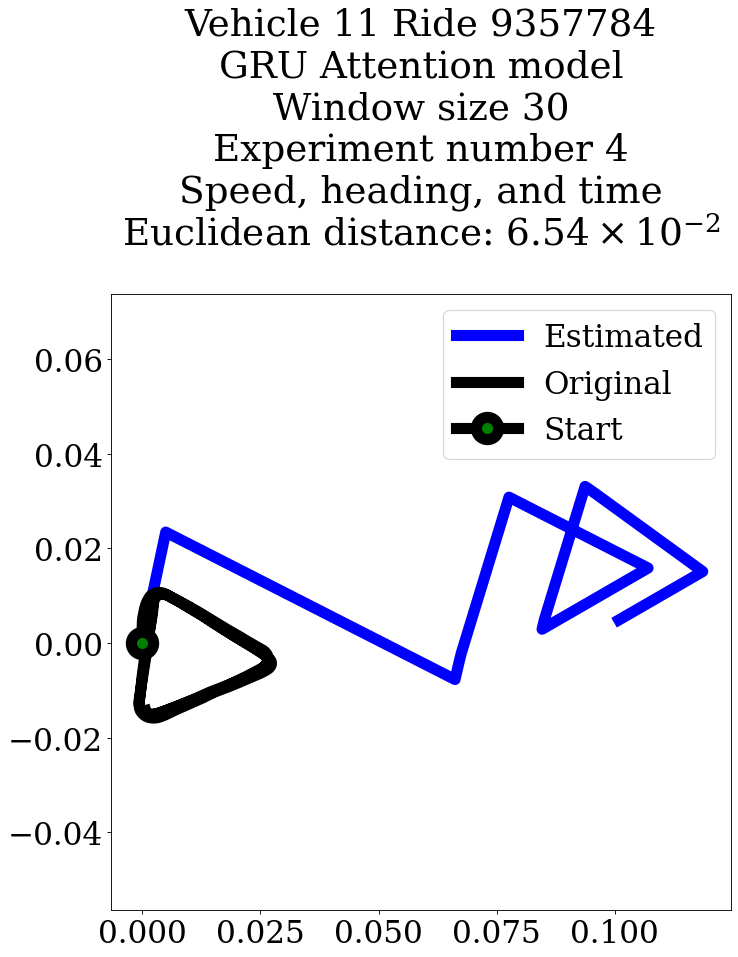 Vehicle 11 Ride 9357784
GRU Attention model
Window size 30
Experiment number 4
Speed, heading, and time
Euclidean distance: 6.54 × 10⁻²
Estimated
Original
Start
0.06
0.04
0.02
0.00
−0.02
−0.04
0.000 0.025 0.050 0.075 0.100